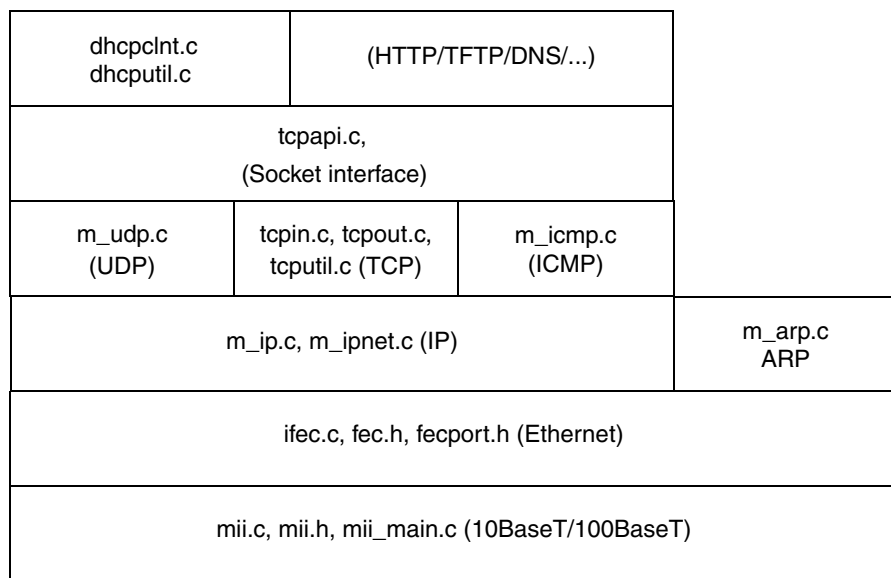 dhcpclnt.c
dhcputil.c
(HTTP/TFTP/DNS/...)
tcpapi.c,
(Socket interface)
m_udp.c
(UDP)
tcpin.c, tcpout.c,
tcputil.c (TCP)
m_icmp.c
(ICMP)
m_ip.c, m_ipnet.c (IP)
m_arp.c
ARP
ifec.c, fec.h, fecport.h (Ethernet)
mii.c, mii.h, mii_main.c (10BaseT/100BaseT)